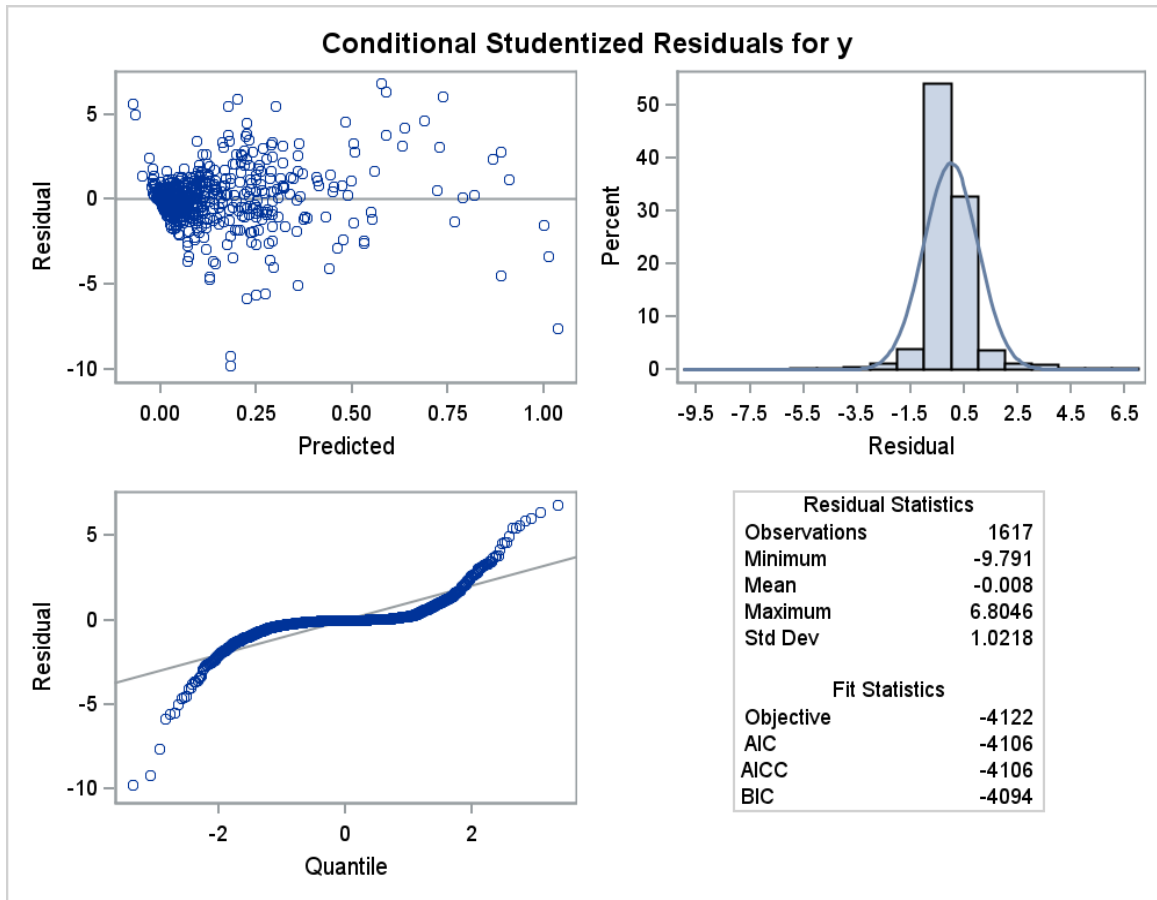 Conditional Studentized Residuals for y
5
0
-5
-10
Residual
0.00 0.25 0.50 0.75 1.00
Predicted
50
40
30
20
10
0
Percent
-9.5 -7.5 -5.5 -3.5 -1.5 0.5 2.5 4.5 6.5
Residual
5
0
-5
-10
Residual
-2 0 2
Quantile
Residual Statistics
Observations 1617
Minimum -9.791
Mean -0.008
Maximum 6.8046
Std Dev 1.0218
Fit Statistics
Objective -4122
AIC -4106
AICC -4106
BIC -4094